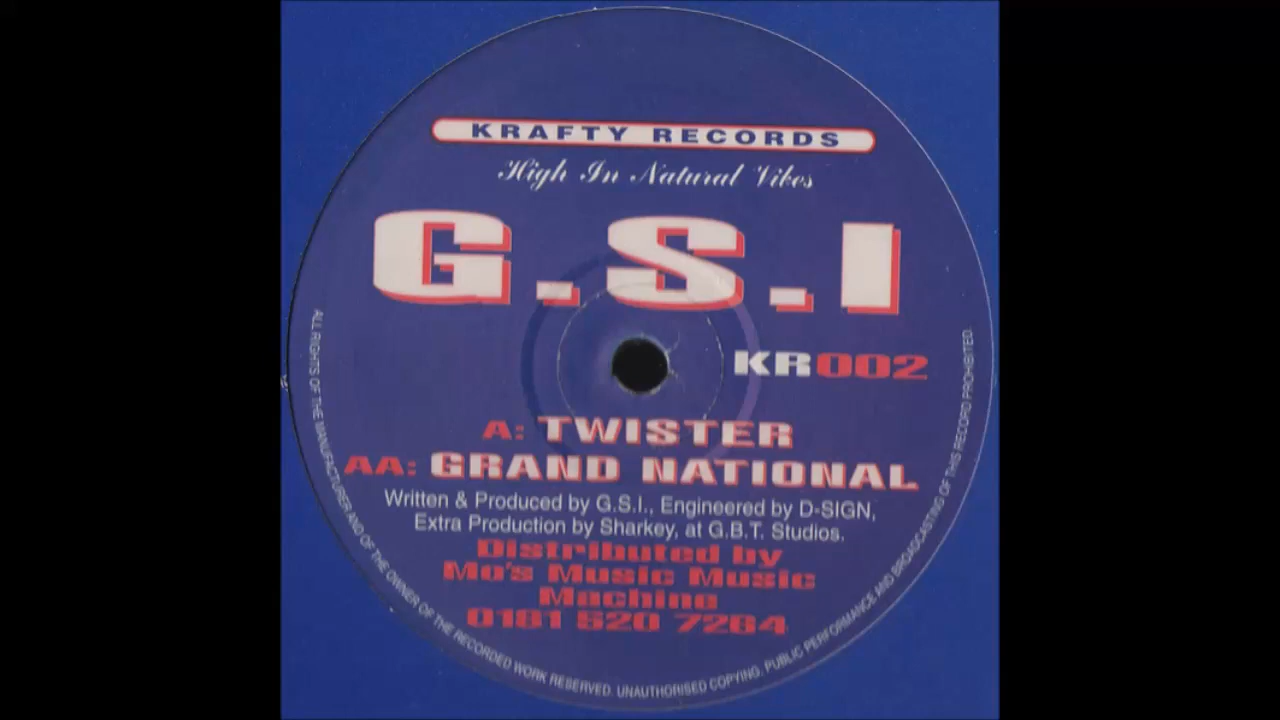 KRAFTY RECORDS
High In Natural Vibes
G.S.I
KR002
A: TWISTER
AA: GRAND NATIONAL
Written & Produced by G.S.I., Engineered by D-SIGN,
Extra Production by Sharkey, at G.B.T. Studios.
Distributed by
Mo's Music Music
Machine
0181 520 7264
ALL RIGHTS OF THE MANUFACTURER AND OF THE OWNER OF THE RECORDED WORK RESERVED. UNAUTHORISED COPYING. PUBLIC PERFORMANCE AND BROADCASTING OF THIS RECORD PROHIBITED.